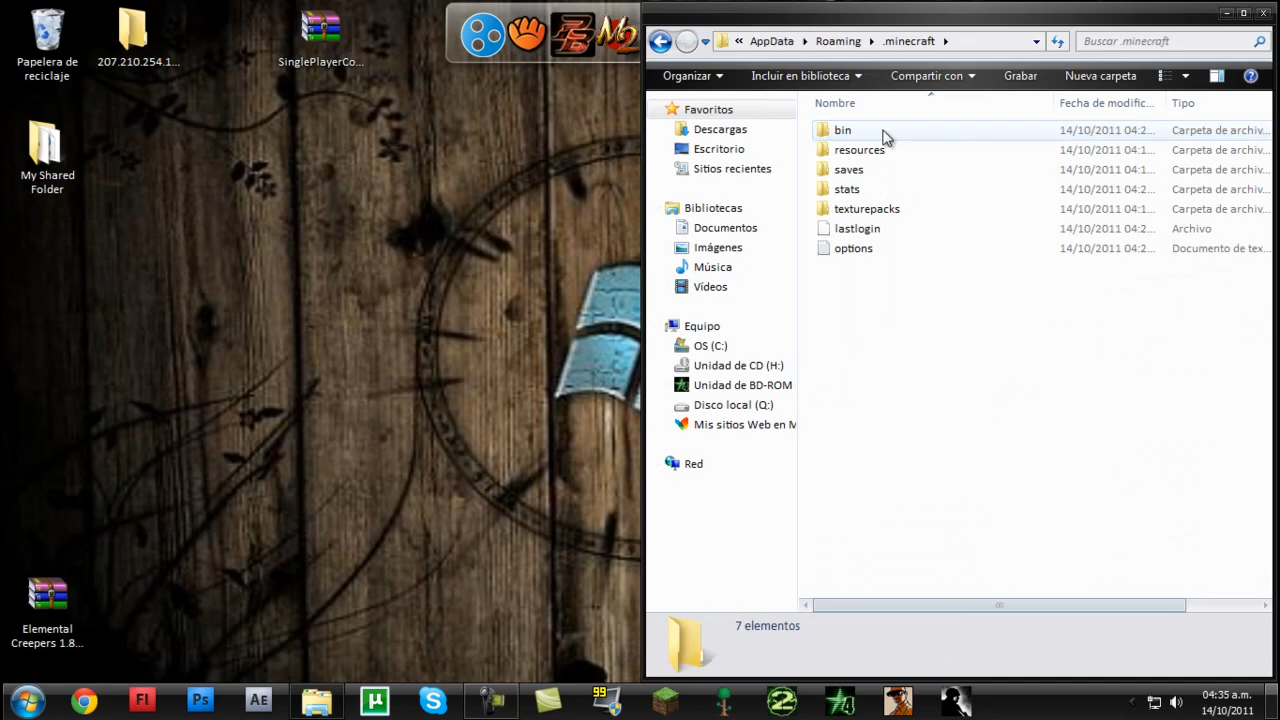 Papelera de
reciclaje
207.210.254.1...
SinglePlayerCo...
My Shared
Folder
Elemental
Creepers 1.8...
« AppData ▸ Roaming ▸ .minecraft ▸
Buscar .minecraft
Organizar
Incluir en biblioteca
Compartir con
Grabar
Nueva carpeta
Favoritos
Descargas
Escritorio
Sitios recientes
Bibliotecas
Documentos
Imágenes
Música
Vídeos
Equipo
OS (C:)
Unidad de CD (H:)
Unidad de BD-ROM
Disco local (Q:)
Mis sitios Web en M
Red
Nombre Fecha de modific... Tipo
bin 14/10/2011 04:2... Carpeta de archiv...
resources 14/10/2011 04:1... Carpeta de archiv...
saves 14/10/2011 04:1... Carpeta de archiv...
stats 14/10/2011 04:2... Carpeta de archiv...
texturepacks 14/10/2011 04:1... Carpeta de archiv...
lastlogin 14/10/2011 04:2... Archivo
options 14/10/2011 04:2... Documento de tex...
7 elementos
Fl
Ps
Ae
99
04:35 a.m.
14/10/2011